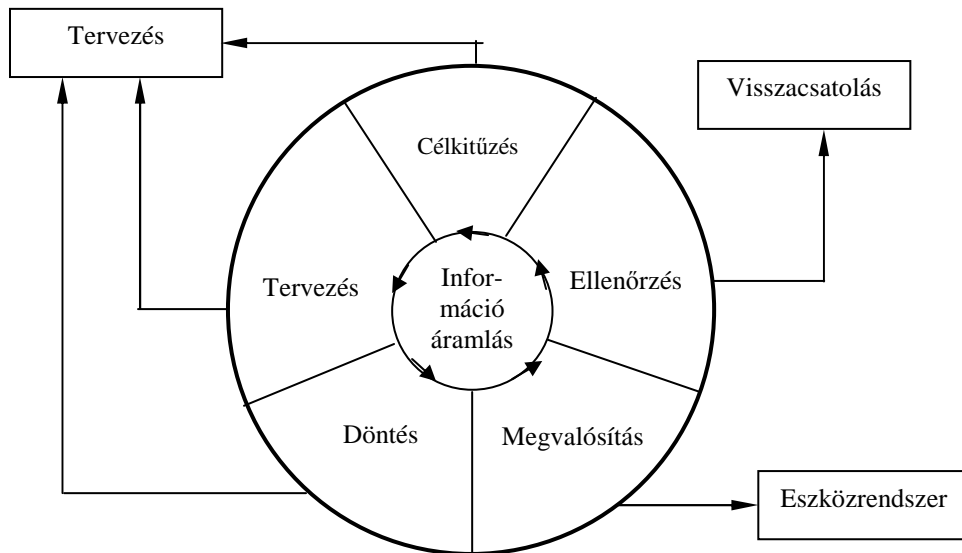 Tervezés
Visszacsatolás
Célkitűzés
Tervezés
Infor-
máció
áramlás
Ellenőrzés
Döntés
Megvalósítás
Eszközrendszer